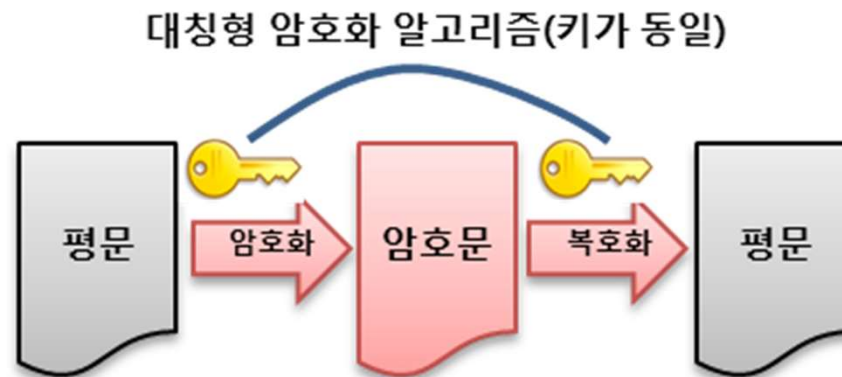 대칭형 암호화 알고리즘(키가 동일)
평문
암호화
암호문
복호화
평문